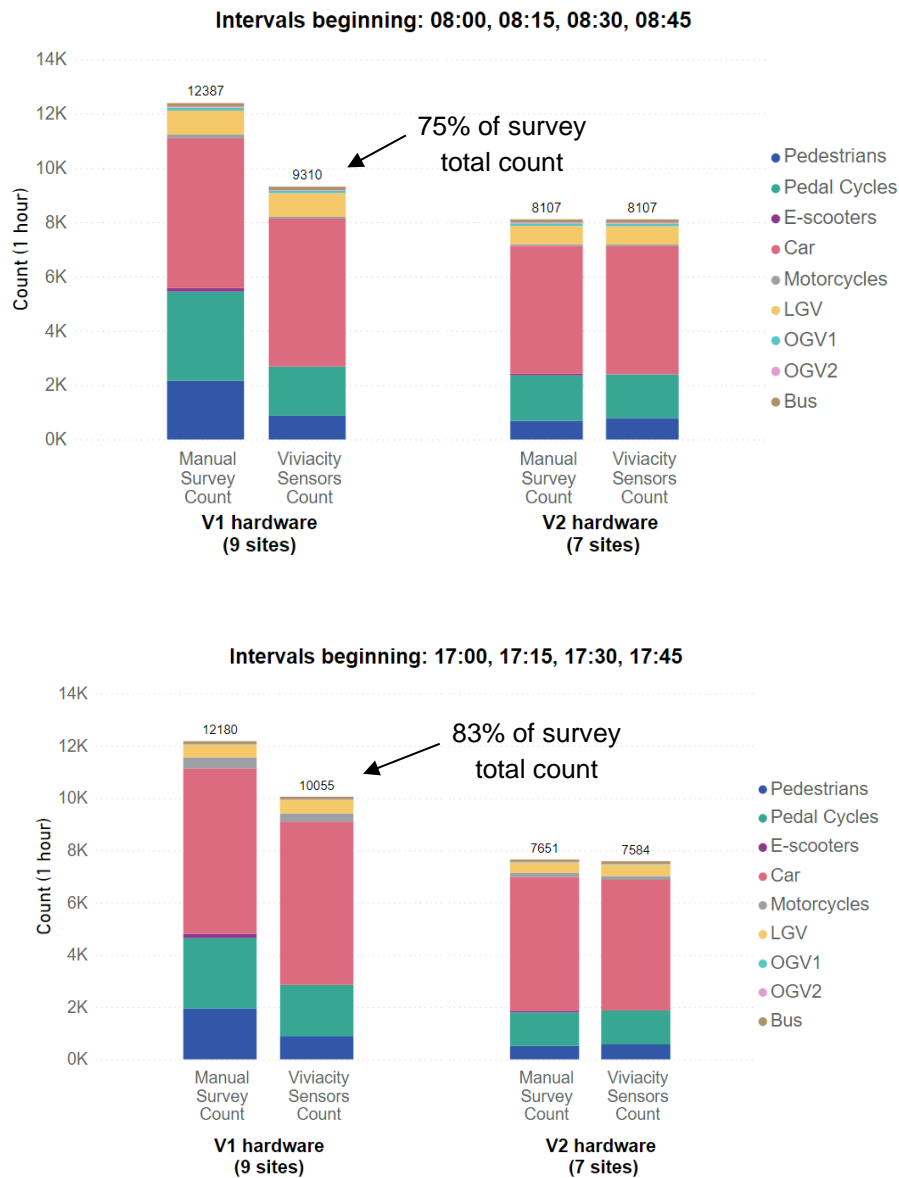 Intervals beginning: 08:00, 08:15, 08:30, 08:45
14K
12K
10K
8K
6K
4K
2K
0K
Count (1 hour)
12387
9310
8107
8107
75% of survey
total count
Pedestrians
Pedal Cycles
E-scooters
Car
Motorcycles
LGV
OGV1
OGV2
Bus
Manual
Survey
Count
Viviacity
Sensors
Count
Manual
Survey
Count
Viviacity
Sensors
Count
V1 hardware
(9 sites)
V2 hardware
(7 sites)
Intervals beginning: 17:00, 17:15, 17:30, 17:45
14K
12K
10K
8K
6K
4K
2K
0K
Count (1 hour)
12180
10055
7651
7584
83% of survey
total count
Pedestrians
Pedal Cycles
E-scooters
Car
Motorcycles
LGV
OGV1
OGV2
Bus
Manual
Survey
Count
Viviacity
Sensors
Count
Manual
Survey
Count
Viviacity
Sensors
Count
V1 hardware
(9 sites)
V2 hardware
(7 sites)